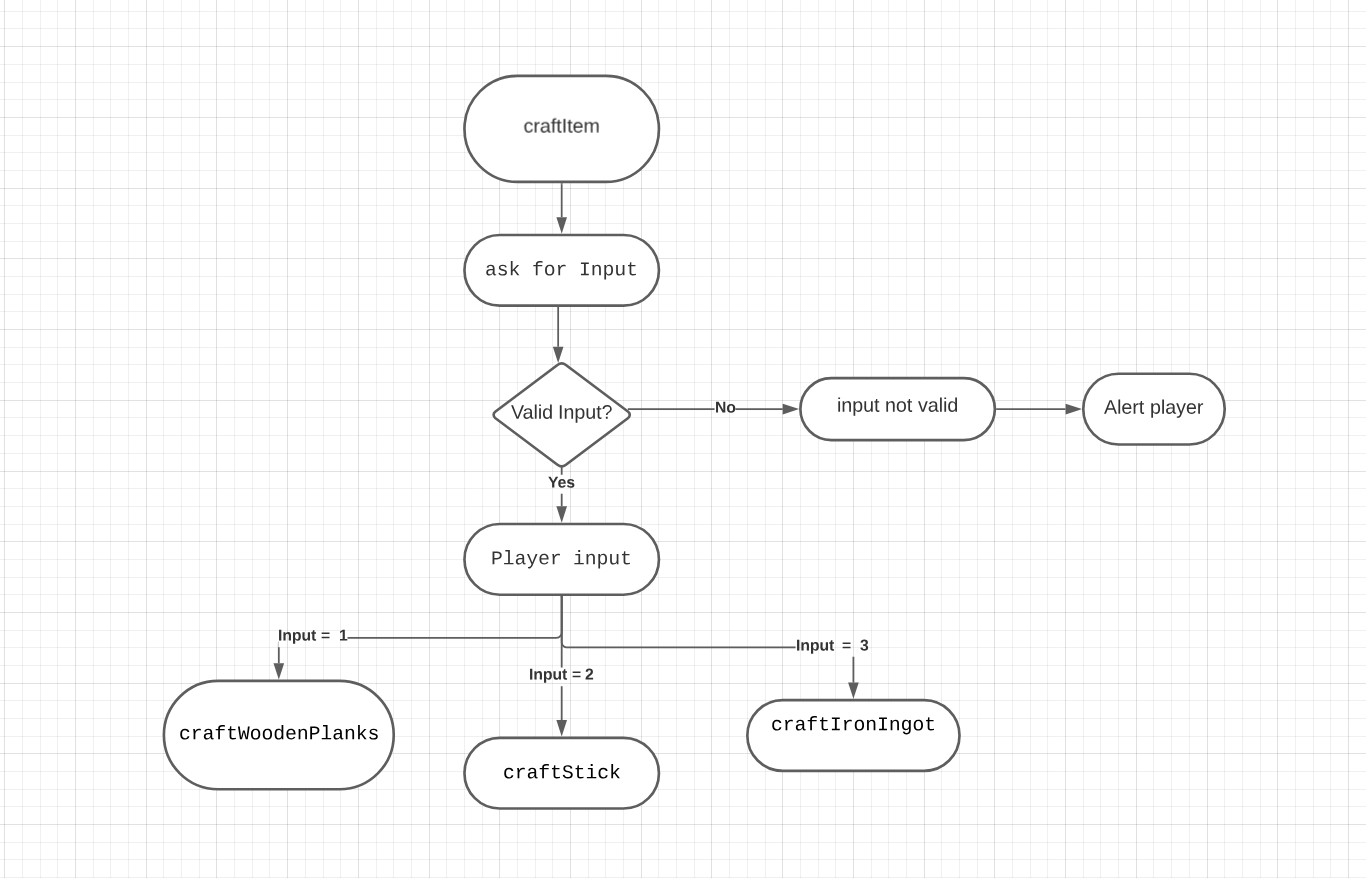 craftItem
ask for Input
Valid Input?
No
input not valid
Alert player
Yes
Player input
Input = 1
Input = 3
Input = 2
craftWoodenPlanks
craftIronIngot
craftStick